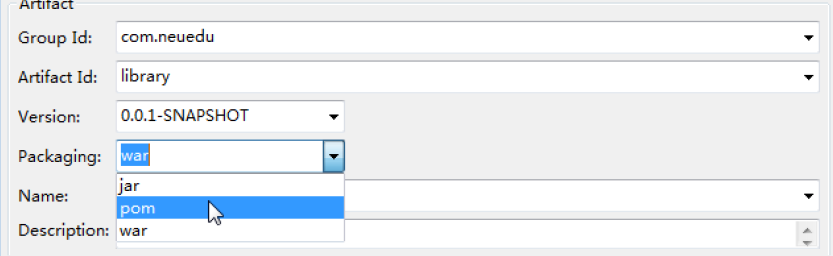 Artifact
Group Id: com.neuedu
Artifact Id: library
Version: 0.0.1-SNAPSHOT
Packaging: war
jar
Name:
pom
Description: war